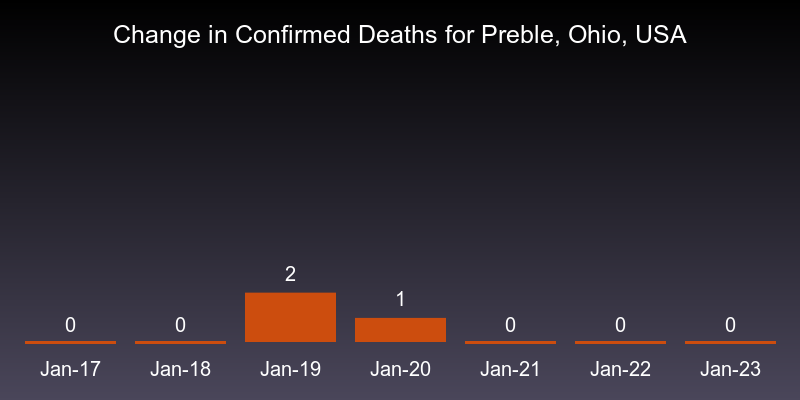 Change in Confirmed Deaths for Preble, Ohio, USA
2
1
0 0 0 0 0
Jan-17 Jan-18 Jan-19 Jan-20 Jan-21 Jan-22 Jan-23